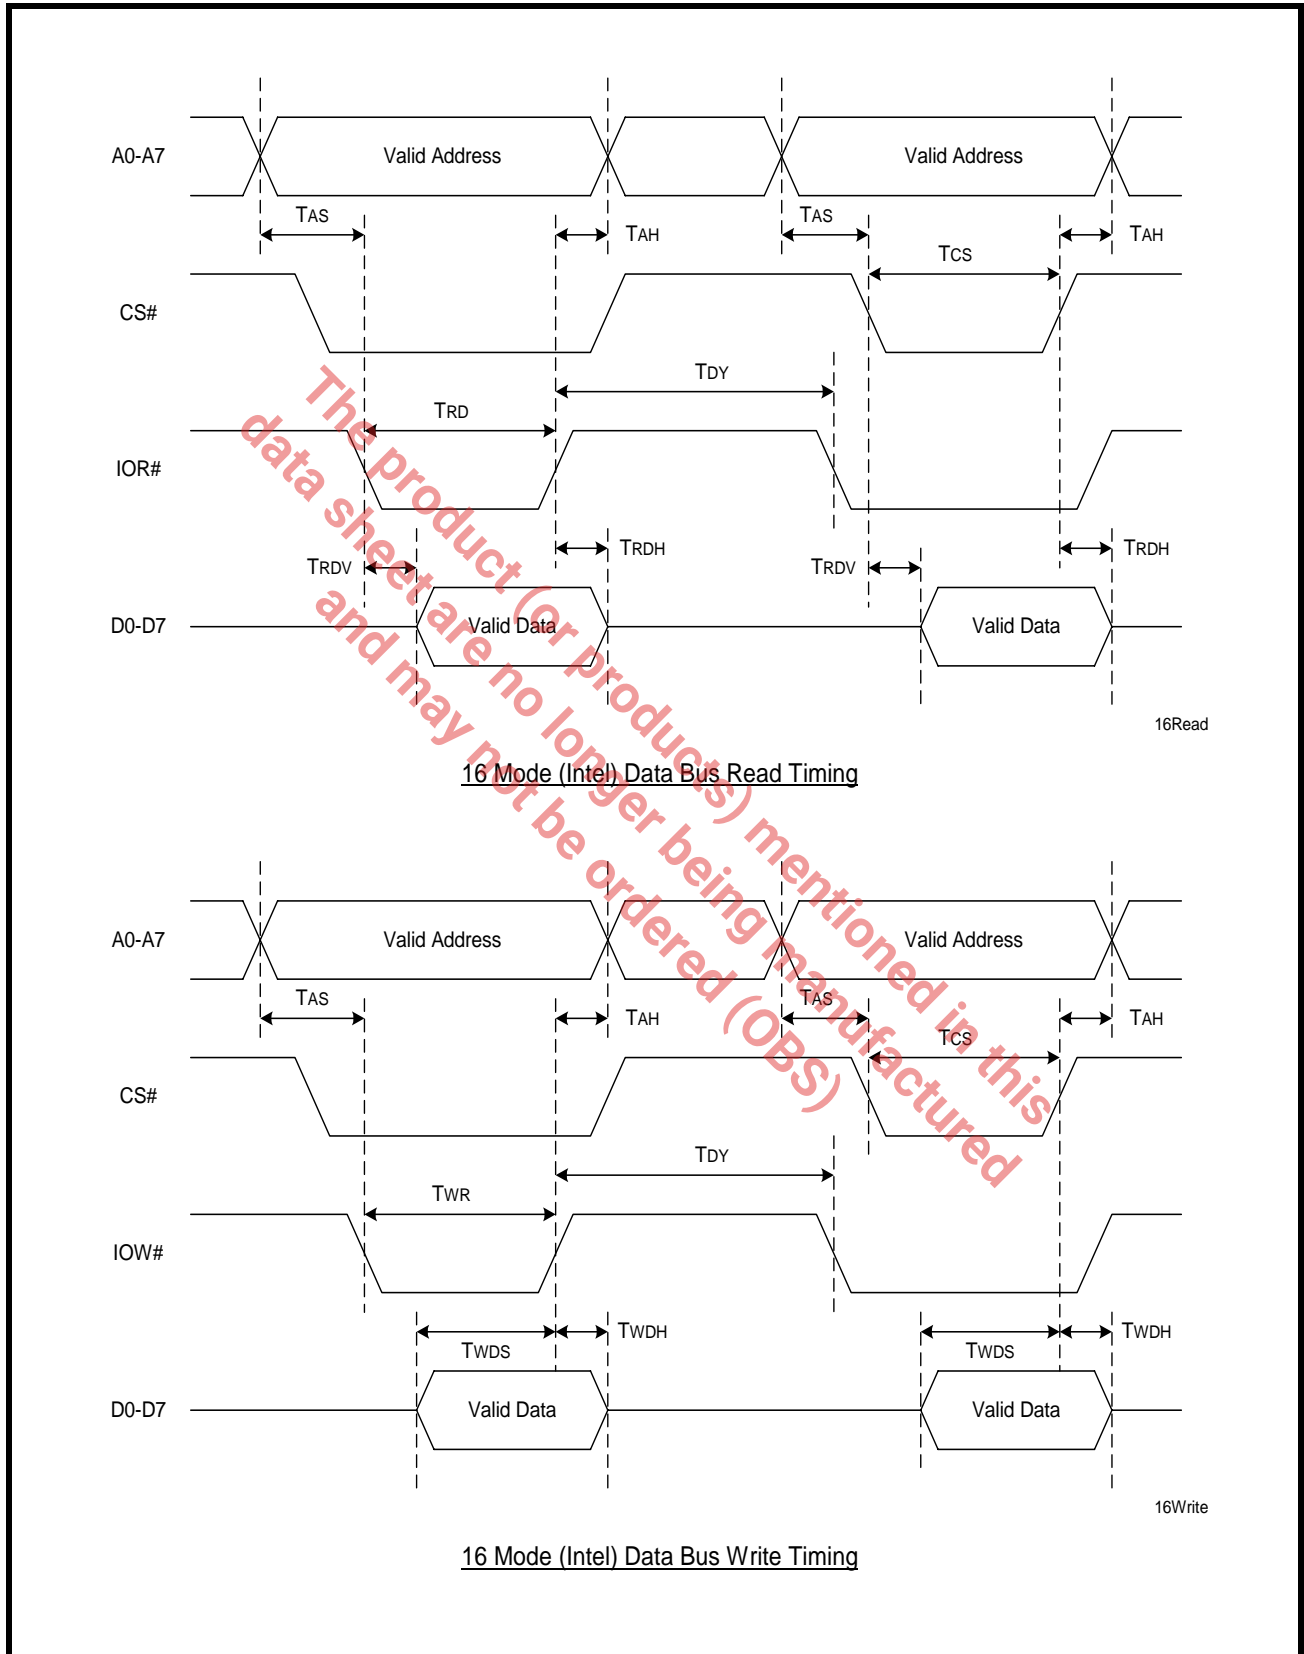 A0-A7
Valid Address
Valid Address
TAS
TAH
TAS
TAH
TCS
CS#
TDY
TRD
IOR#
TRDH
TRDH
TRDV
TRDV
D0-D7
Valid Data
Valid Data
16Read
16 Mode (Intel) Data Bus Read Timing
The product (or products) mentioned in this
data sheet are no longer being manufactured
and may not be ordered (OBS)
A0-A7
Valid Address
Valid Address
TAS
TAH
TAS
TAH
TCS
CS#
TDY
TWR
IOW#
TWDH
TWDH
TWDS
TWDS
D0-D7
Valid Data
Valid Data
16Write
16 Mode (Intel) Data Bus Write Timing